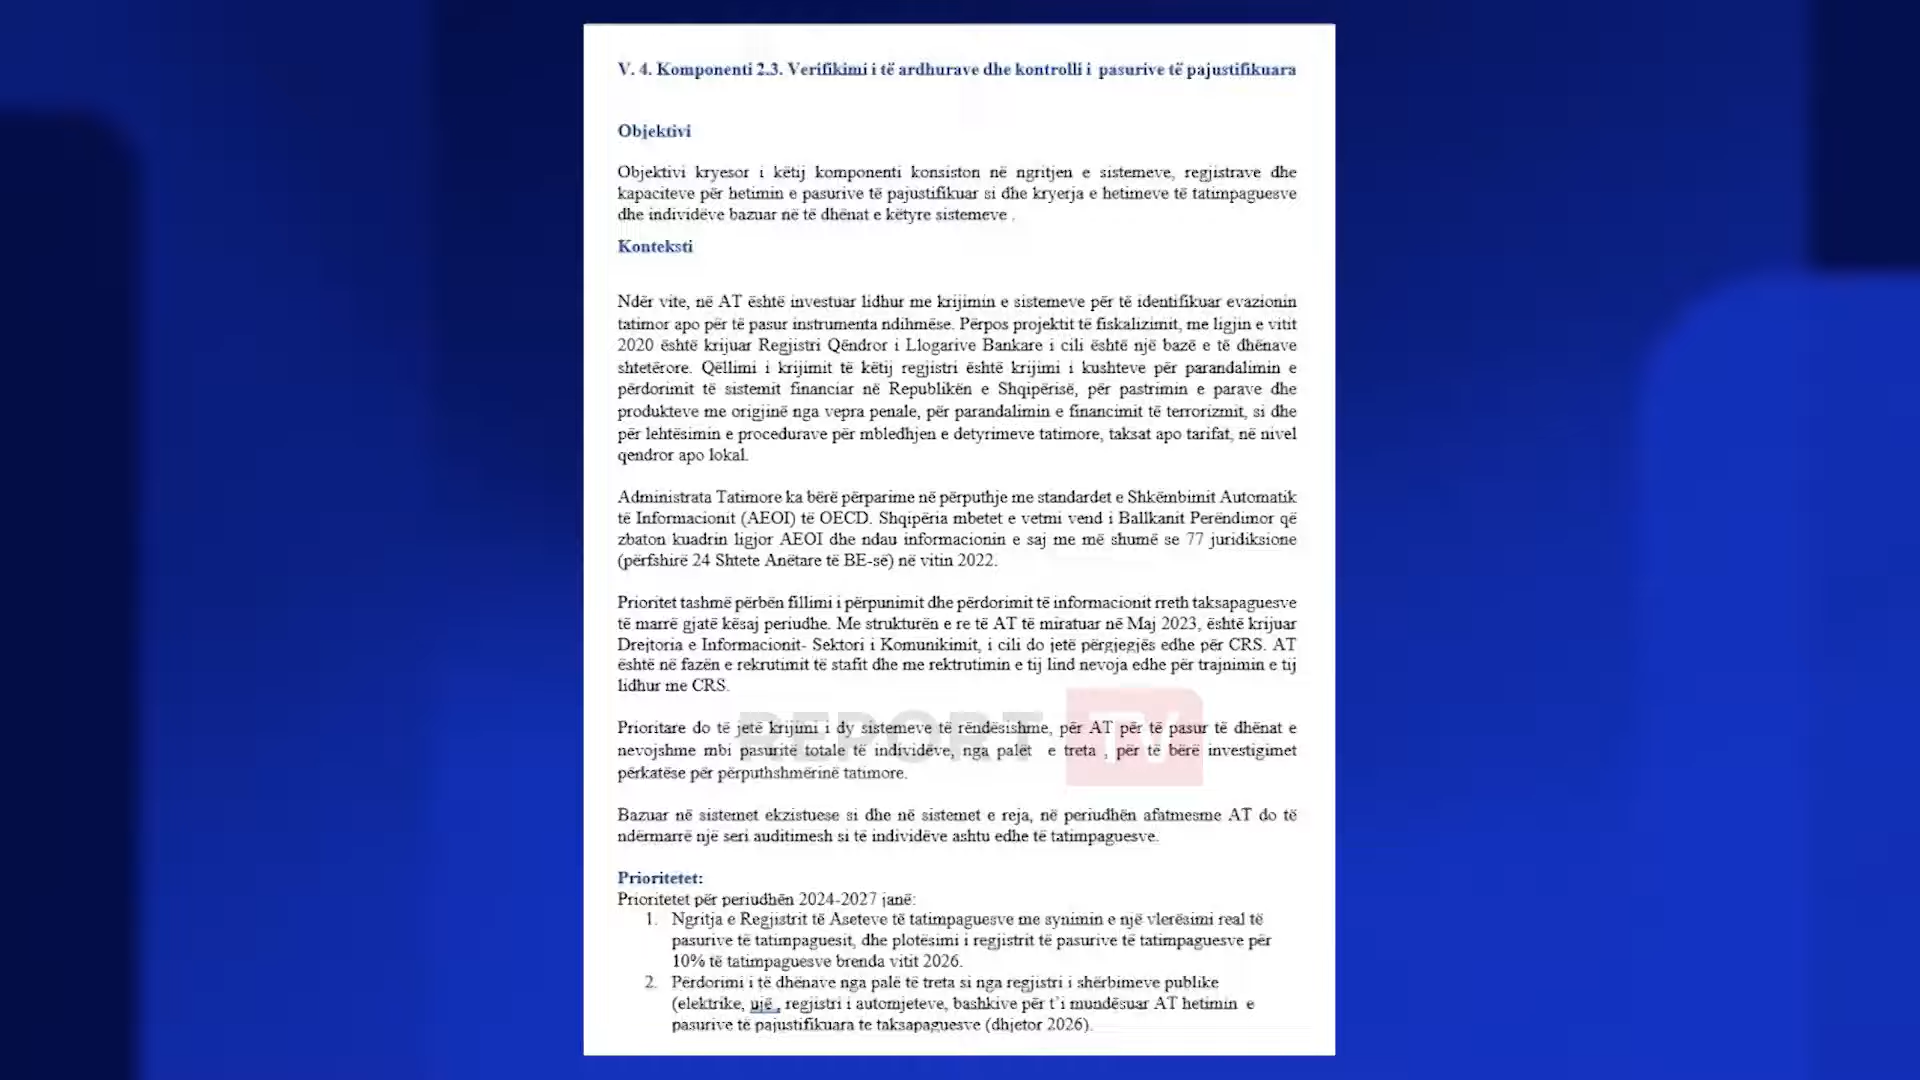 V. 4. Komponenti 2.3. Verifikimi i të ardhurave dhe kontrolli i pasurive të pajustifikuara
Objektivi
Objektivi kryesor i këtij komponenti konsiston në ngritjen e sistemeve, regjistrave dhe
kapaciteve për hetimin e pasurive të pajustifikuar si dhe kryerja e hetimeve të tatimpaguesve
dhe individëve bazuar në të dhënat e këtyre sistemeve .
Konteksti
Ndër vite, në AT është investuar lidhur me krijimin e sistemeve për të identifikuar evazionin
tatimor apo për të pasur instrumenta ndihmëse. Përpos projektit të fiskalizimit, me ligjin e vitit
2020 është krijuar Regjistri Qëndror i Llogarive Bankare i cili është një bazë e të dhënave
shtetërore. Qëllimi i krijimit të këtij regjistri është krijimi i kushteve për parandalimin e
përdorimit të sistemit financiar në Republikën e Shqipërisë, për pastrimin e parave dhe
produkteve me origjinë nga vepra penale, për parandalimin e financimit të terrorizmit, si dhe
për lehtësimin e procedurave për mbledhjen e detyrimeve tatimore, taksat apo tarifat, në nivel
qendror apo lokal.
Administrata Tatimore ka bërë përparime në përputhje me standardet e Shkëmbimit Automatik
të Informacionit (AEOI) të OECD. Shqipëria mbetet e vetmi vend i Ballkanit Perëndimor që
zbaton kuadrin ligjor AEOI dhe ndau informacionin e saj me më shumë se 77 juridiksione
(përfshirë 24 Shtete Anëtare të BE-së) në vitin 2022.
Prioritet tashmë përbën fillimi i përpunimit dhe përdorimit të informacionit rreth taksapaguesve
të marrë gjatë kësaj periudhe. Me strukturën e re të AT të miratuar në Maj 2023, është krijuar
Drejtoria e Informacionit- Sektori i Komunikimit, i cili do jetë përgjegjës edhe për CRS. AT
është në fazën e rekrutimit të stafit dhe me rektrutimin e tij lind nevoja edhe për trajnimin e tij
lidhur me CRS.
REPORT TV
Prioritare do të jetë krijimi i dy sistemeve të rëndësishme, për AT për të pasur të dhënat e
nevojshme mbi pasuritë totale të individëve, nga palët e treta , për të bërë investigimet
përkatëse për përputhshmërinë tatimore.
Bazuar në sistemet ekzistuese si dhe në sistemet e reja, në periudhën afatmesme AT do të
ndërmarrë një seri auditimesh si të individëve ashtu edhe të tatimpaguesve.
Prioritetet:
Prioritetet për periudhën 2024-2027 janë:
1. Ngritja e Regjistrit të Aseteve të tatimpaguesve me synimin e një vlerësimi real të
pasurive të tatimpaguesit, dhe plotësimi i regjistrit të pasurive të tatimpaguesve për
10% të tatimpaguesve brenda vitit 2026.
2. Përdorimi i të dhënave nga palë të treta si nga regjistri i shërbimeve publike
(elektrike, ujë , regjistri i automjeteve, bashkive për t’i mundësuar AT hetimin e
pasurive të pajustifikuara te taksapaguesve (dhjetor 2026).